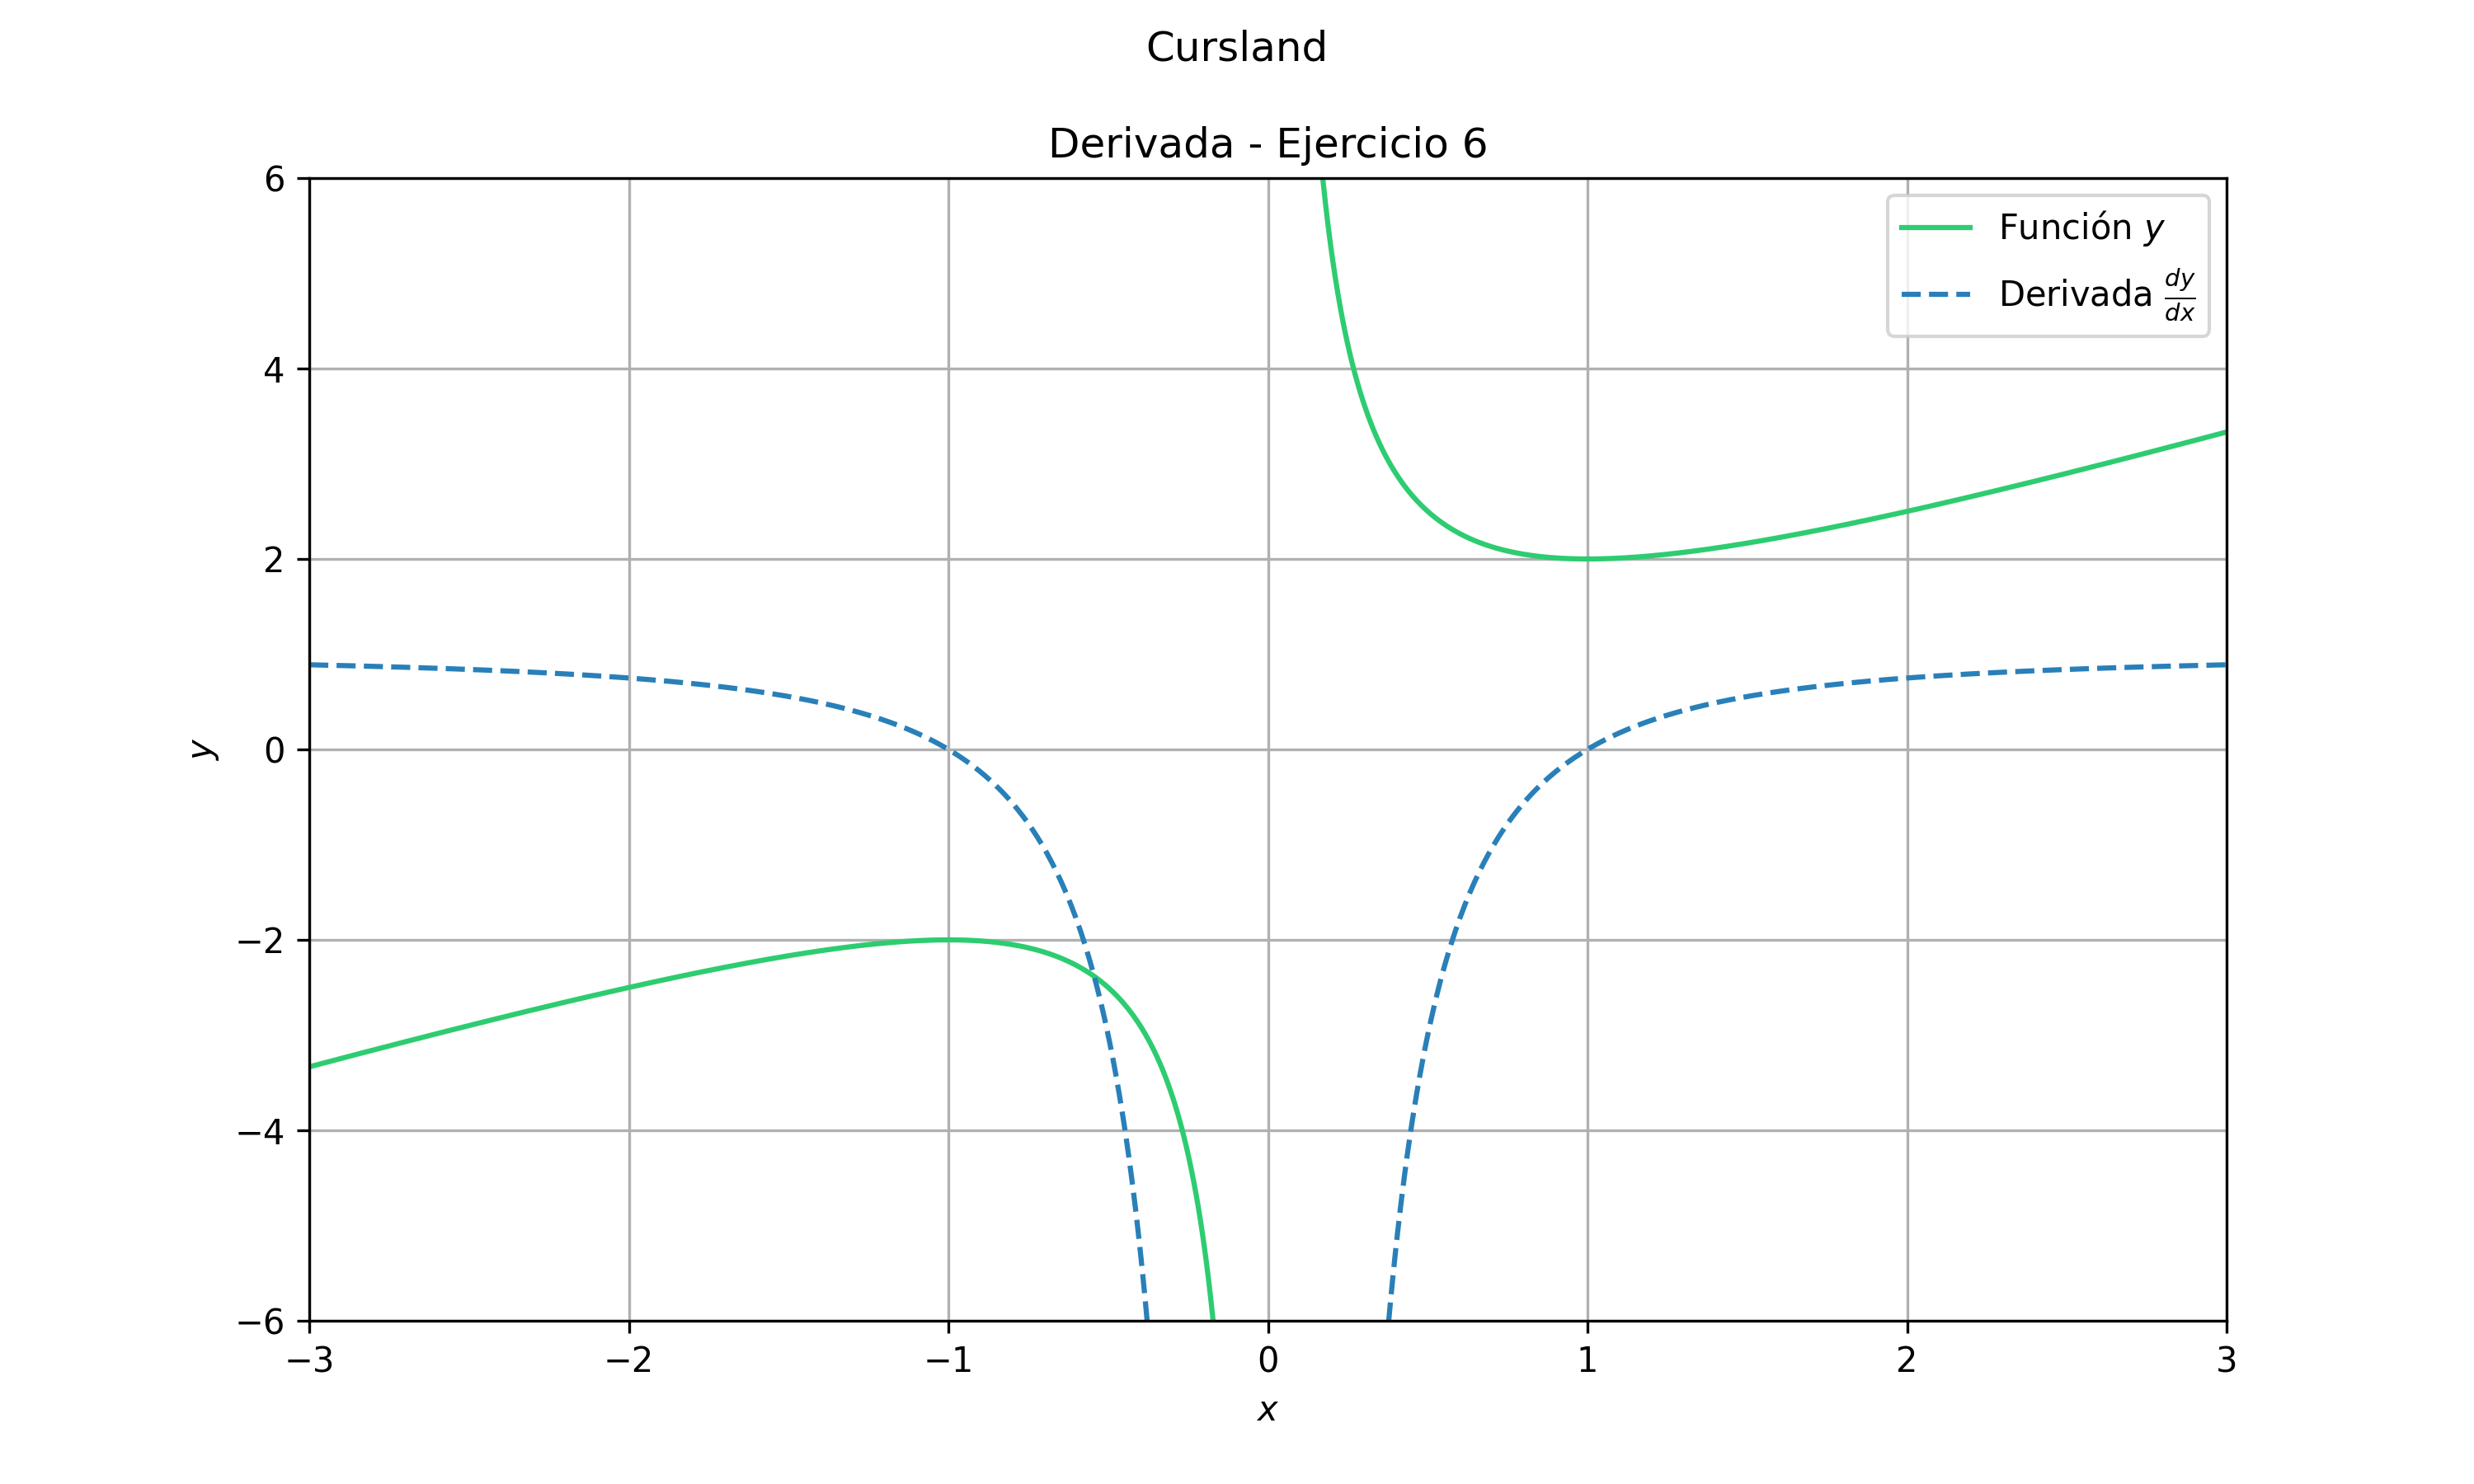 Cursland
Derivada - Ejercicio 6
Función y
Derivada dy/dx
y
6
4
2
0
−2
−4
−6
−3 −2 −1 0 1 2 3
x